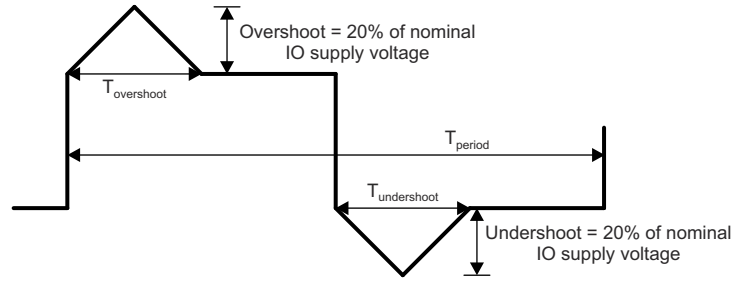 Overshoot = 20% of nominal
IO supply voltage
Tovershoot
Tperiod
Tundershoot
Undershoot = 20% of nominal
IO supply voltage